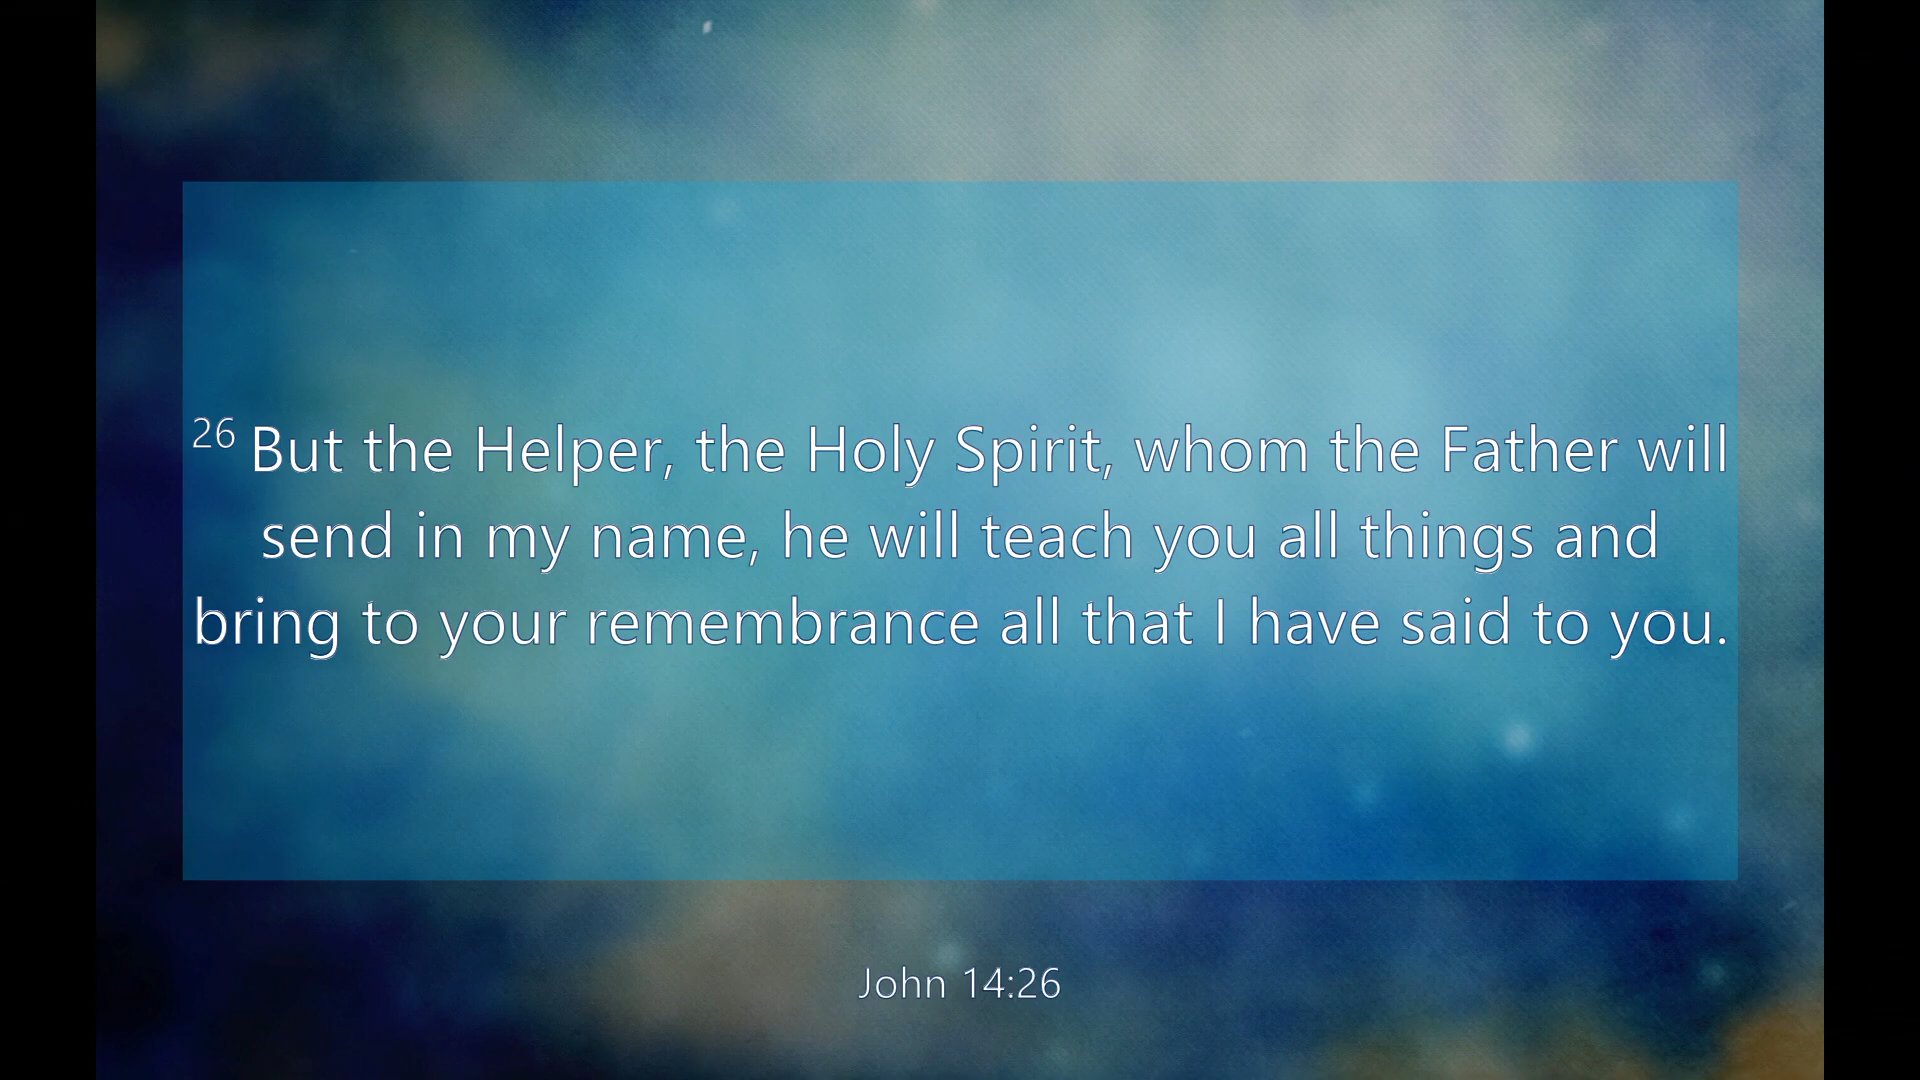 26 But the Helper, the Holy Spirit, whom the Father will
send in my name, he will teach you all things and
bring to your remembrance all that I have said to you.
John 14:26